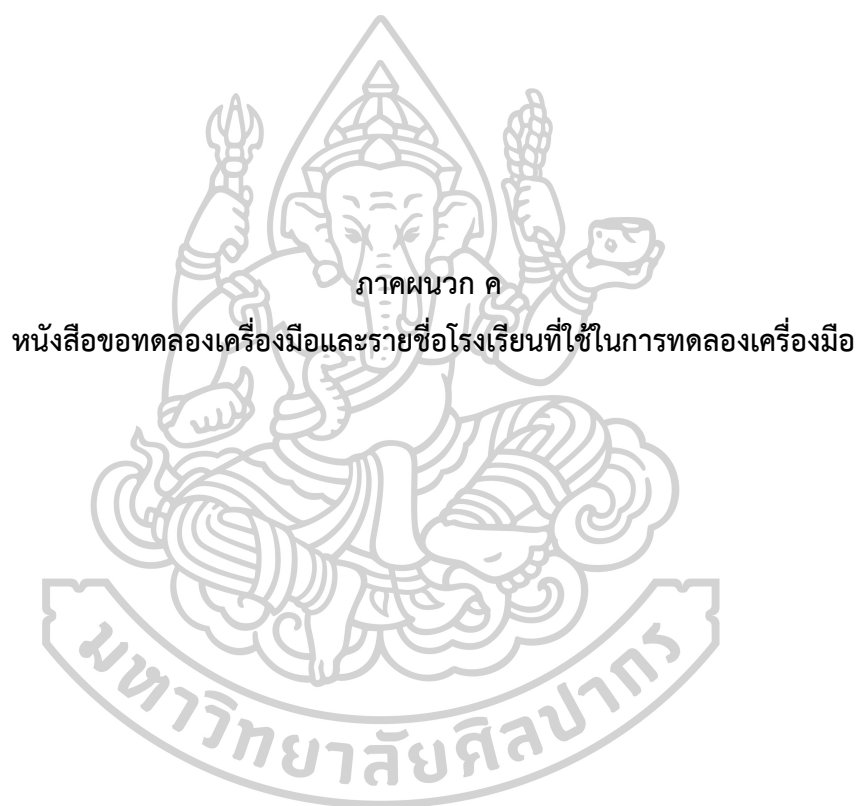 ภาคผนวก ค
หนังสือขอทดลองเครื่องมือและรายชื่อโรงเรียนที่ใช้ในการทดลองเครื่องมือ
มหาวิทยาลัยศิลปากร